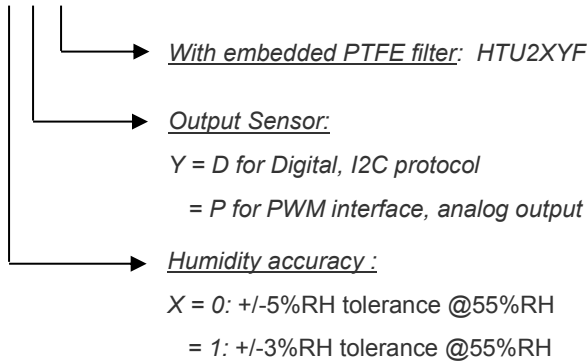 With embedded PTFE filter: HTU2XYF
Output Sensor:
Y = D for Digital, I2C protocol
= P for PWM interface, analog output
Humidity accuracy :
X = 0: +/-5%RH tolerance @55%RH
= 1: +/-3%RH tolerance @55%RH